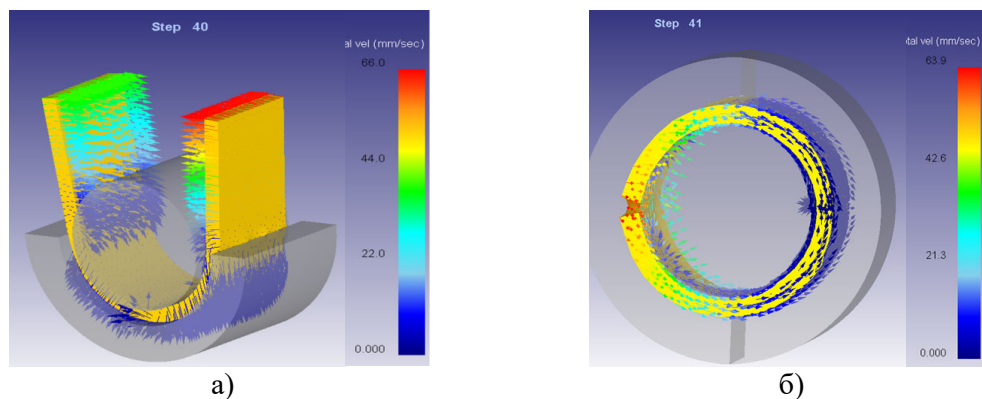 Step 40
al vel (mm/sec)
66.0
44.0
22.0
0.000
а)
Step 41
tal vel (mm/sec)
63.9
42.6
21.3
0.000
б)